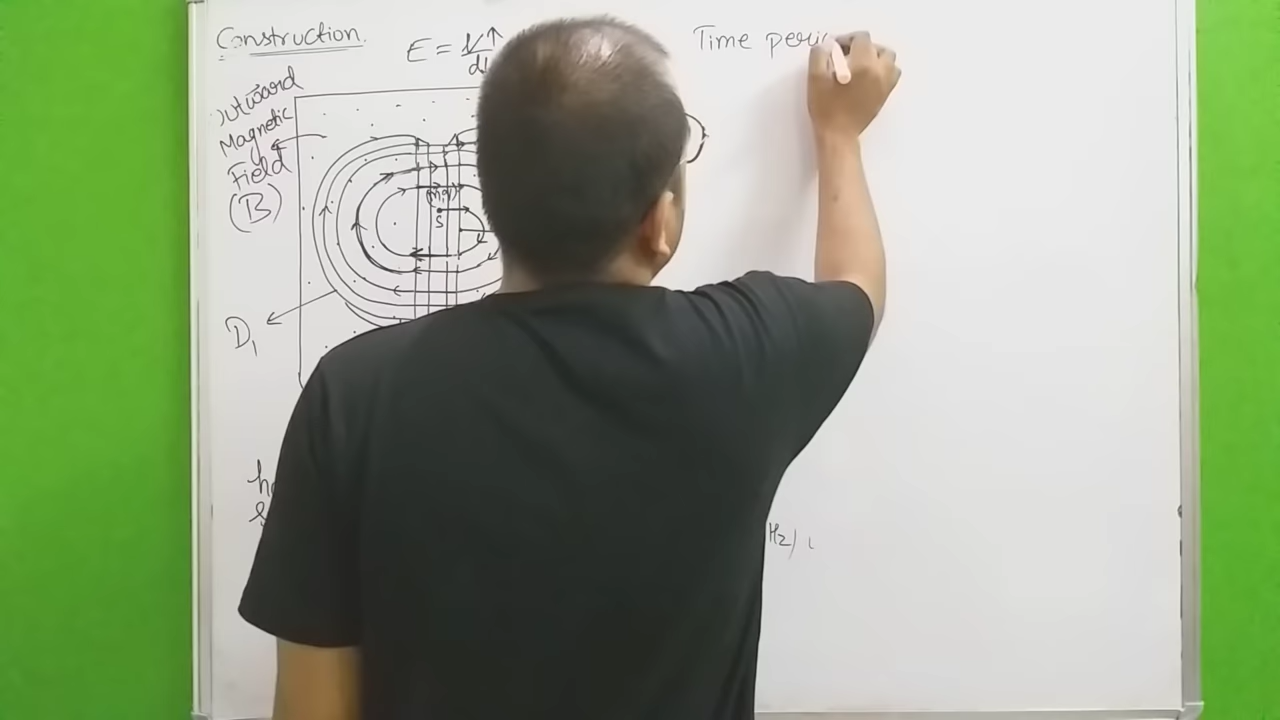 Construction.
E = V↑
Outward
Magnetic
Field
(B)
(m,q)
S
D₁
Time peri
Hz/